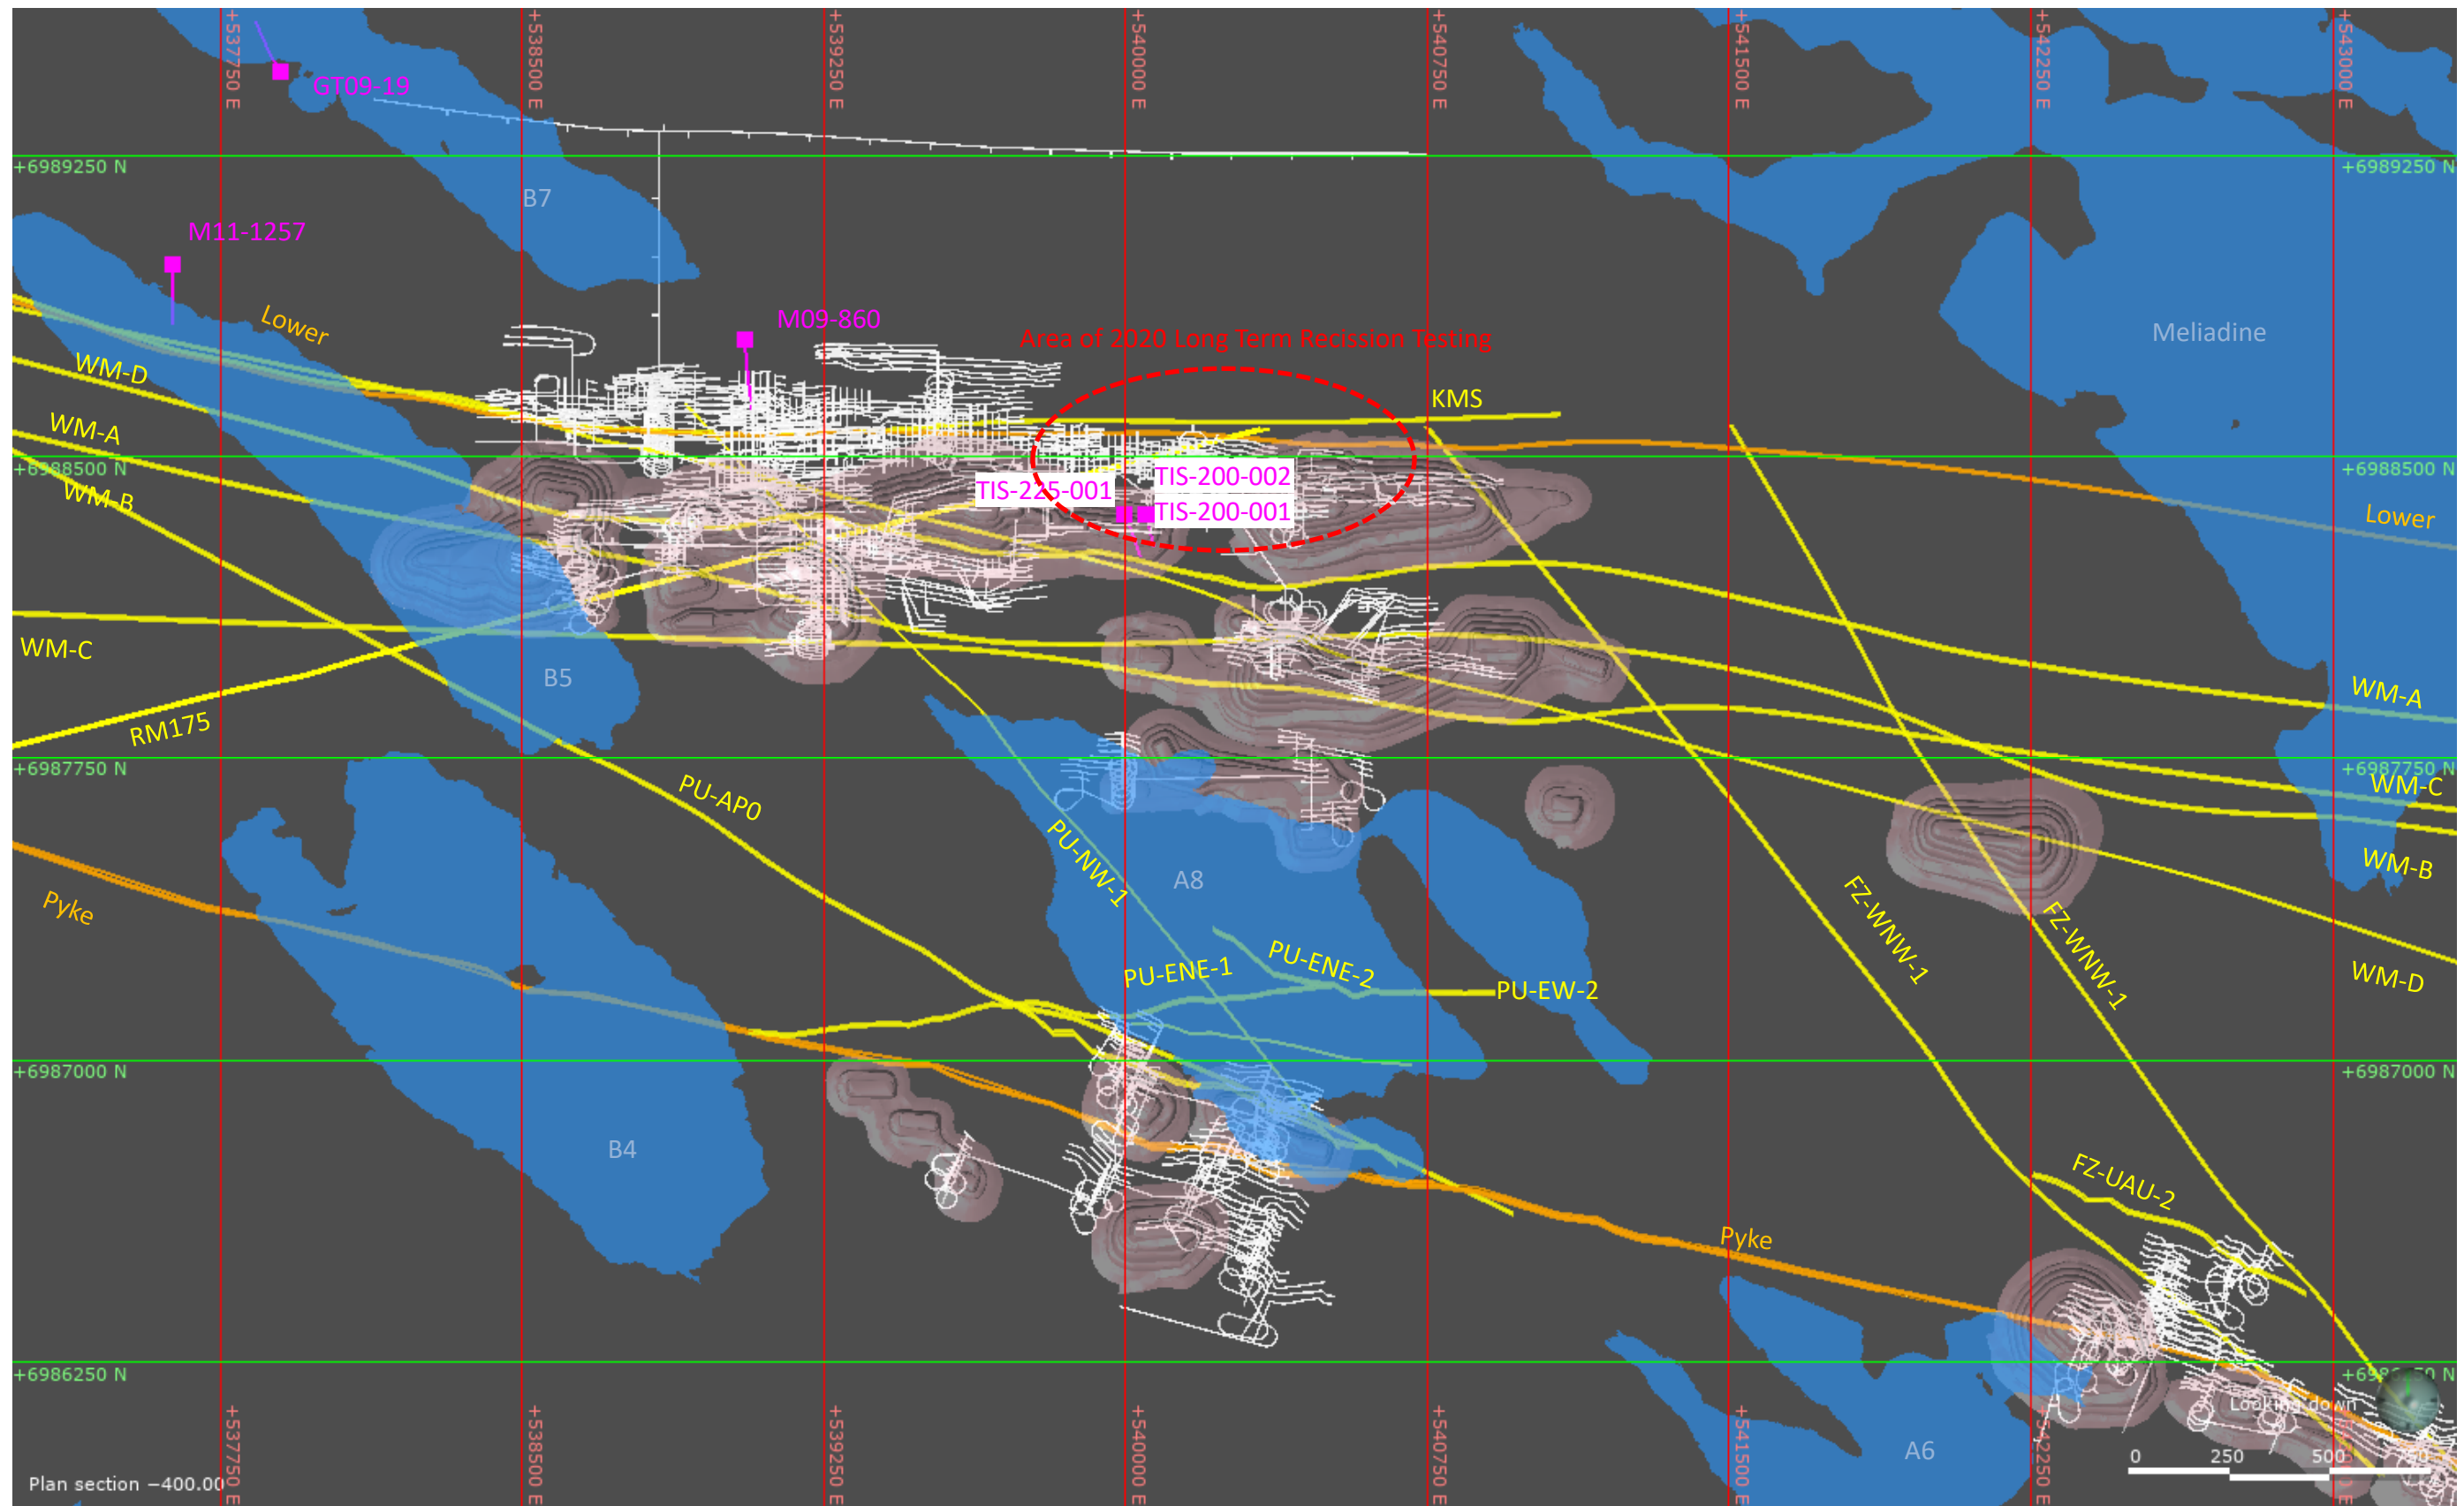 +537750 E
+538500 E
+539250 E
+540000 E
+540750 E
+541500 E
+542250 E
+543000 E
GT09-19
+6989250 N
+6989250 N
B7
M11-1257
Lower
M09-860
Area of 2020 Long Term Recission Testing
Meliadine
WM-D
KMS
WM-A
+6988500 N
+6988500 N
WM-B
TIS-225-001
TIS-200-002
TIS-200-001
Lower
WM-C
B5
RM175
WM-A
+6987750 N
+6987750 N
WM-C
PU-AP0
PU-NW-1
A8
WM-B
Pyke
FZ-WNW-1
FZ-WNW-1
PU-ENE-1
PU-ENE-2
PU-EW-2
WM-D
+6987000 N
+6987000 N
B4
FZ-UAU-2
Pyke
+6986250 N
Looking down
A6
0 250 500 750
Plan section −400.00
+537750 E
+538500 E
+539250 E
+540000 E
+540750 E
+541500 E
+542250 E